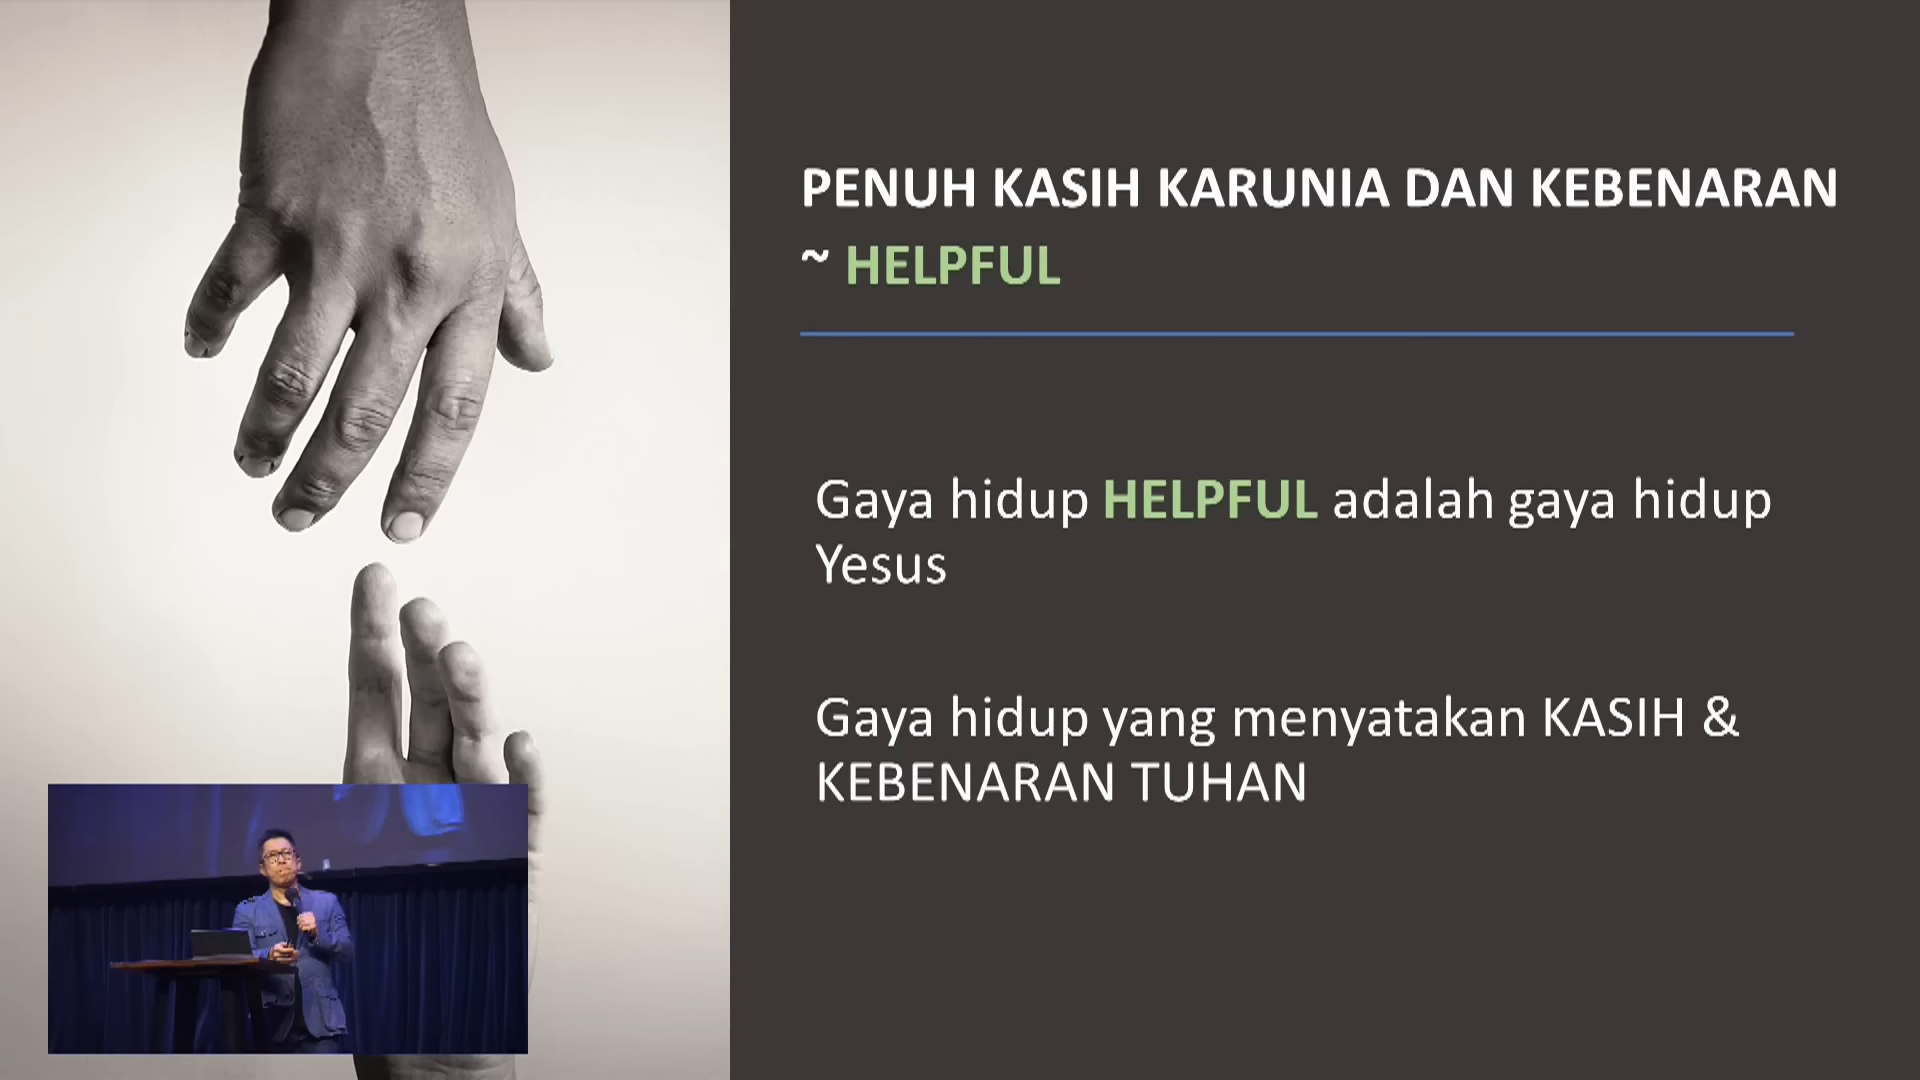 PENUH KASIH KARUNIA DAN KEBENARAN
~ HELPFUL
Gaya hidup HELPFUL adalah gaya hidup
Yesus
Gaya hidup yang menyatakan KASIH &
KEBENARAN TUHAN